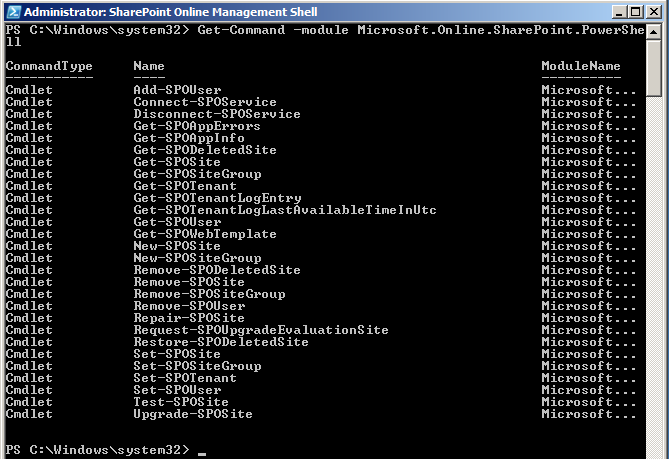 Administrator: SharePoint Online Management Shell
PS C:\Windows\system32> Get-Command -module Microsoft.Online.SharePoint.PowerShe
ll
CommandType Name ModuleName
----------- ---- ----------
Cmdlet Add-SPOUser Microsoft...
Cmdlet Connect-SPOService Microsoft...
Cmdlet Disconnect-SPOService Microsoft...
Cmdlet Get-SPOAppErrors Microsoft...
Cmdlet Get-SPOAppInfo Microsoft...
Cmdlet Get-SPODeletedSite Microsoft...
Cmdlet Get-SPOSite Microsoft...
Cmdlet Get-SPOSiteGroup Microsoft...
Cmdlet Get-SPOTenant Microsoft...
Cmdlet Get-SPOTenantLogEntry Microsoft...
Cmdlet Get-SPOTenantLogLastAvailableTimeInUtc Microsoft...
Cmdlet Get-SPOUser Microsoft...
Cmdlet Get-SPOWebTemplate Microsoft...
Cmdlet New-SPOSite Microsoft...
Cmdlet New-SPOSiteGroup Microsoft...
Cmdlet Remove-SPODeletedSite Microsoft...
Cmdlet Remove-SPOSite Microsoft...
Cmdlet Remove-SPOSiteGroup Microsoft...
Cmdlet Remove-SPOUser Microsoft...
Cmdlet Repair-SPOSite Microsoft...
Cmdlet Request-SPOUpgradeEvaluationSite Microsoft...
Cmdlet Restore-SPODeletedSite Microsoft...
Cmdlet Set-SPOSite Microsoft...
Cmdlet Set-SPOSiteGroup Microsoft...
Cmdlet Set-SPOTenant Microsoft...
Cmdlet Set-SPOUser Microsoft...
Cmdlet Test-SPOSite Microsoft...
Cmdlet Upgrade-SPOSite Microsoft...
PS C:\Windows\system32> _